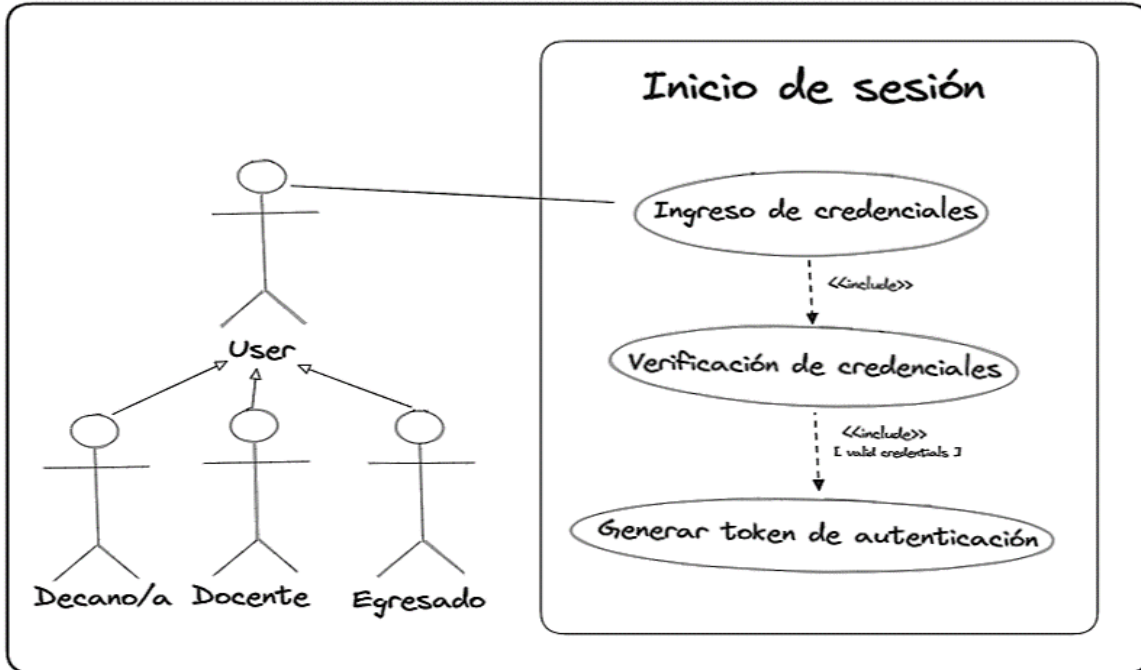 Inicio de sesión
Ingreso de credenciales
<<include>>
Verificación de credenciales
<<include>>
[ valid credentials ]
Generar token de autenticación
User
Decano/a
Docente
Egresado